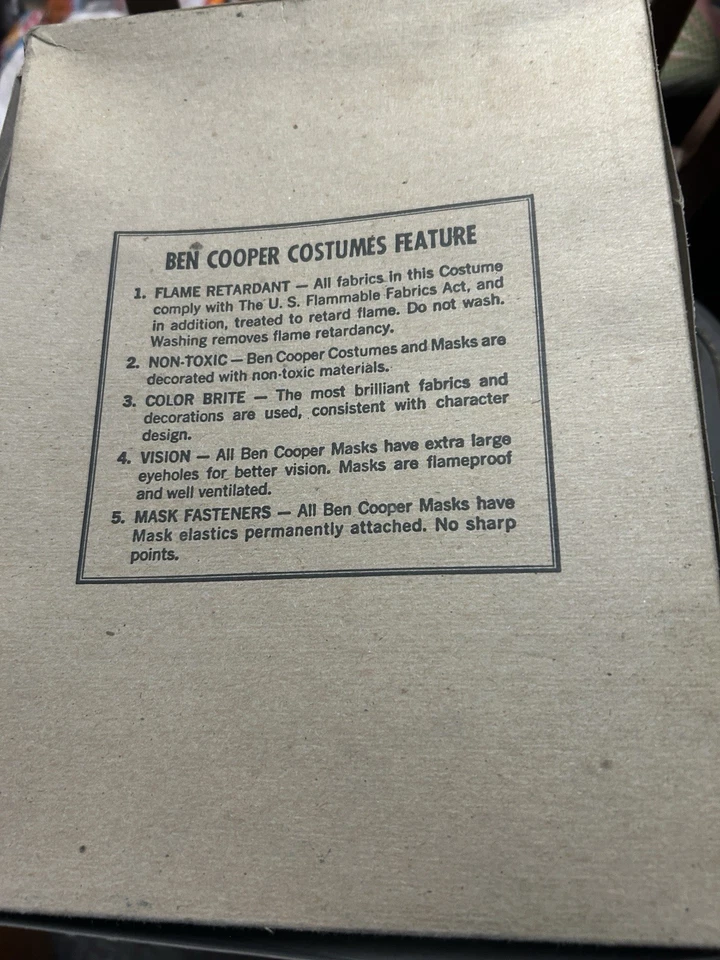 BEN COOPER COSTUMES FEATURE
1. FLAME RETARDANT — All fabrics in this Costume
comply with The U. S. Flammable Fabrics Act, and
in addition, treated to retard flame. Do not wash.
Washing removes flame retardancy.
2. NON-TOXIC — Ben Cooper Costumes and Masks are
decorated with non-toxic materials.
3. COLOR BRITE — The most brilliant fabrics and
decorations are used, consistent with character
design.
4. VISION — All Ben Cooper Masks have extra large
eyeholes for better vision. Masks are flameproof
and well ventilated.
5. MASK FASTENERS — All Ben Cooper Masks have
Mask elastics permanently attached. No sharp
points.